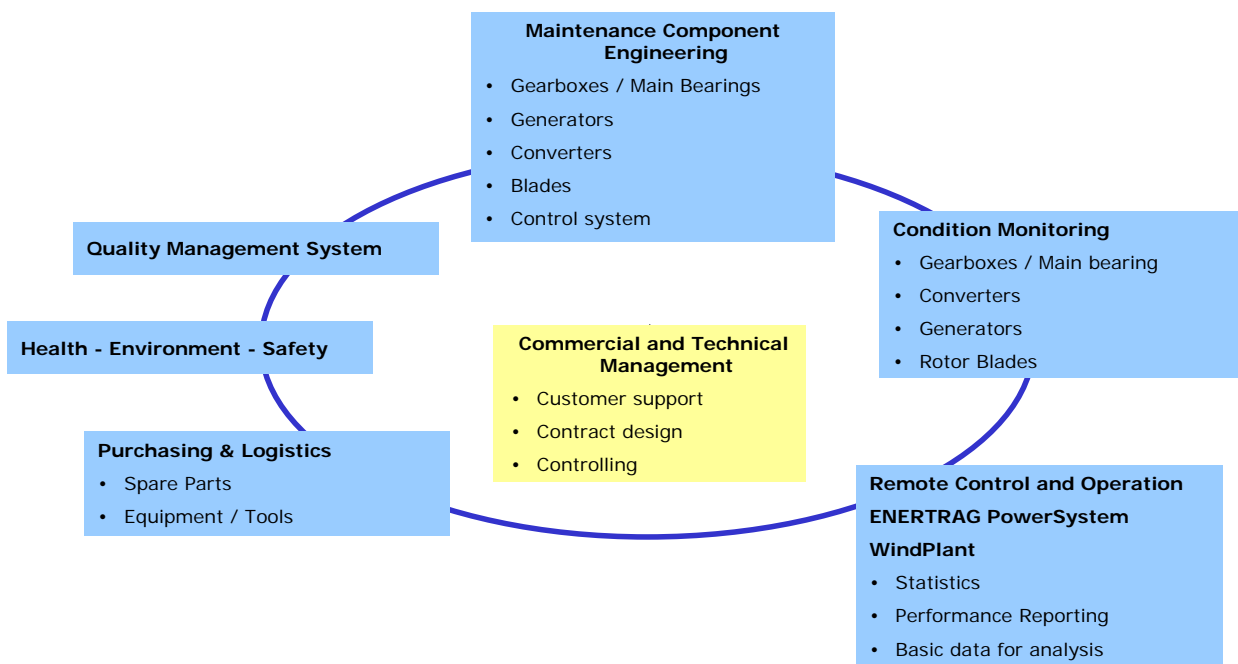 Maintenance Component
Engineering
• Gearboxes / Main Bearings
• Generators
• Converters
• Blades
• Control system
Quality Management System
Condition Monitoring
• Gearboxes / Main bearing
• Converters
• Generators
• Rotor Blades
Health - Environment - Safety
Commercial and Technical
Management
• Customer support
• Contract design
• Controlling
Purchasing & Logistics
• Spare Parts
• Equipment / Tools
Remote Control and Operation
ENERTRAG PowerSystem
WindPlant
• Statistics
• Performance Reporting
• Basic data for analysis